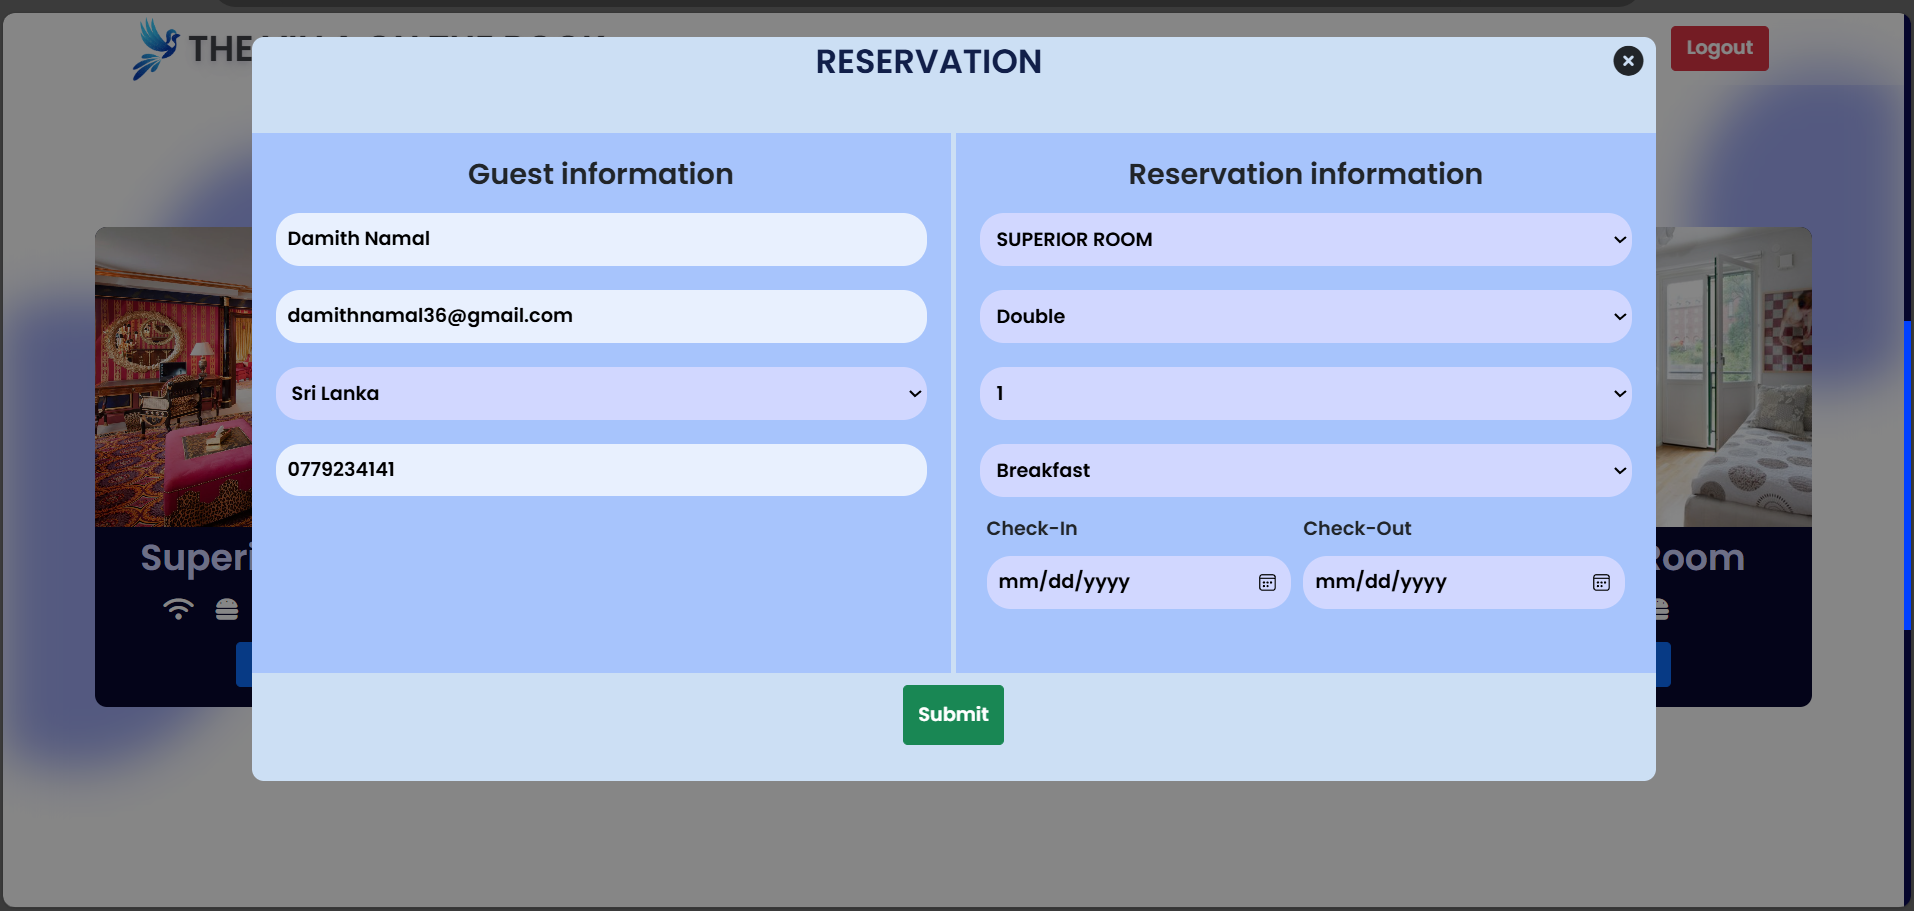 THE
RESERVATION
Logout
Guest information
Damith Namal
damithnamal36@gmail.com
Sri Lanka
0779234141
Reservation information
SUPERIOR ROOM
Double
1
Breakfast
Check-In
Check-Out
mm/dd/yyyy
mm/dd/yyyy
Superi
Room
Submit